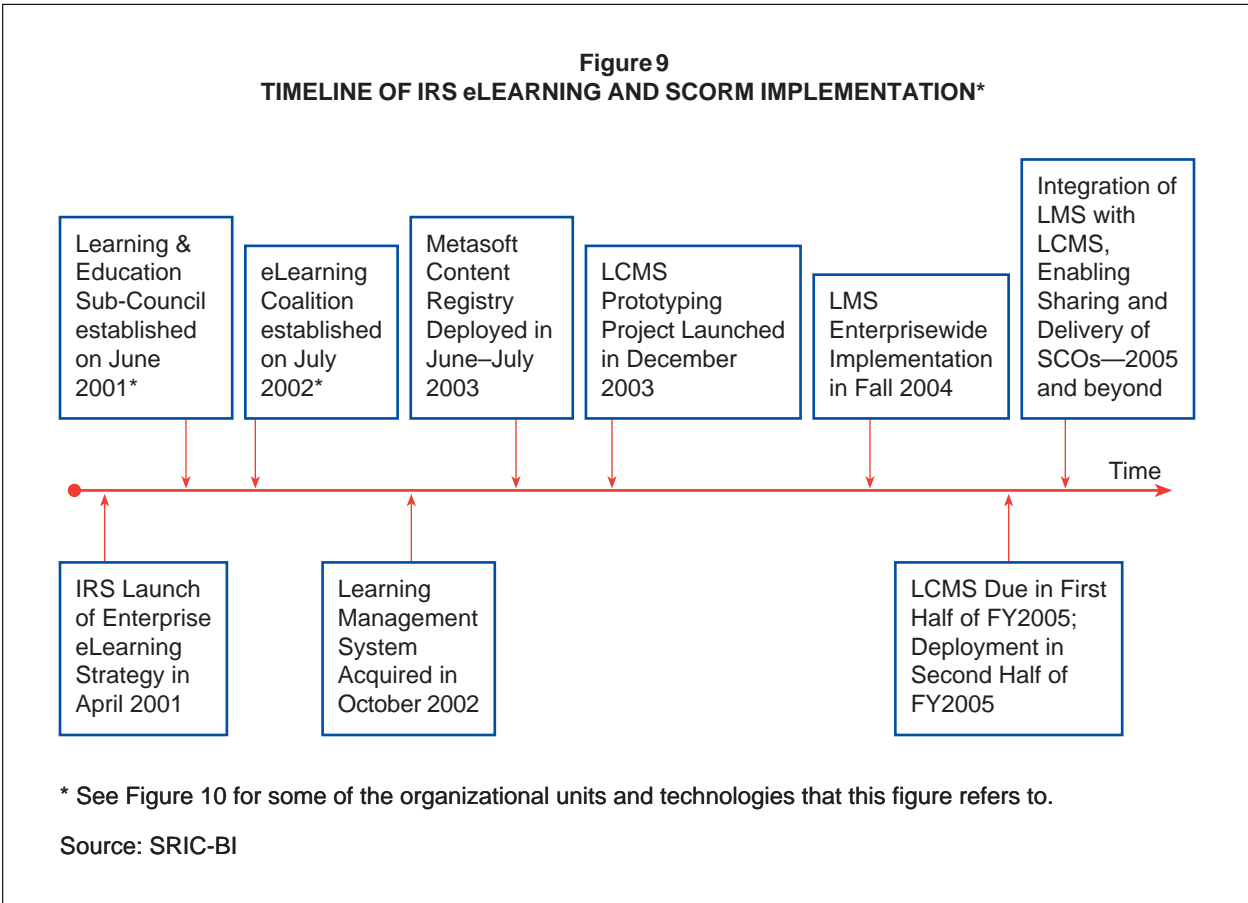 Figure 9
TIMELINE OF IRS eLEARNING AND SCORM IMPLEMENTATION*
Learning &
Education
Sub-Council
established
on June
2001*
eLearning
Coalition
established
on July
2002*
Metasoft
Content
Registry
Deployed in
June–July
2003
LCMS
Prototyping
Project Launched
in December
2003
LMS
Enterprisewide
Implementation
in Fall 2004
Integration of
LMS with
LCMS,
Enabling
Sharing and
Delivery of
SCOs—2005
and beyond
Time
IRS Launch
of Enterprise
eLearning
Strategy in
April 2001
Learning
Management
System
Acquired in
October 2002
LCMS Due in First
Half of FY2005;
Deployment in
Second Half of
FY2005
* See Figure 10 for some of the organizational units and technologies that this figure refers to.
Source: SRIC-BI